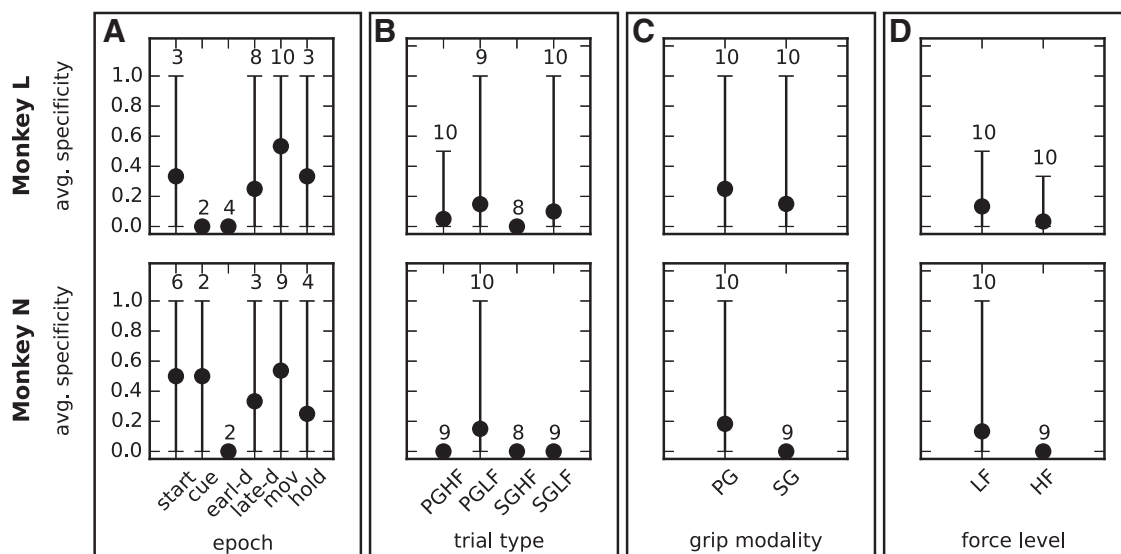 A B C D
Monkey L
avg. specificity
1.0
0.8
0.6
0.4
0.2
0.0
3 2 4 8 10 3
10 9 8 10
10 10
10 10
Monkey N
avg. specificity
1.0
0.8
0.6
0.4
0.2
0.0
6 2 2 3 9 4
9 10 8 9
10 9
10 9
start cue earl-d late-d mov hold
PGHF PGLF SGHF SGLF
PG SG
LF HF
epoch
trial type
grip modality
force level